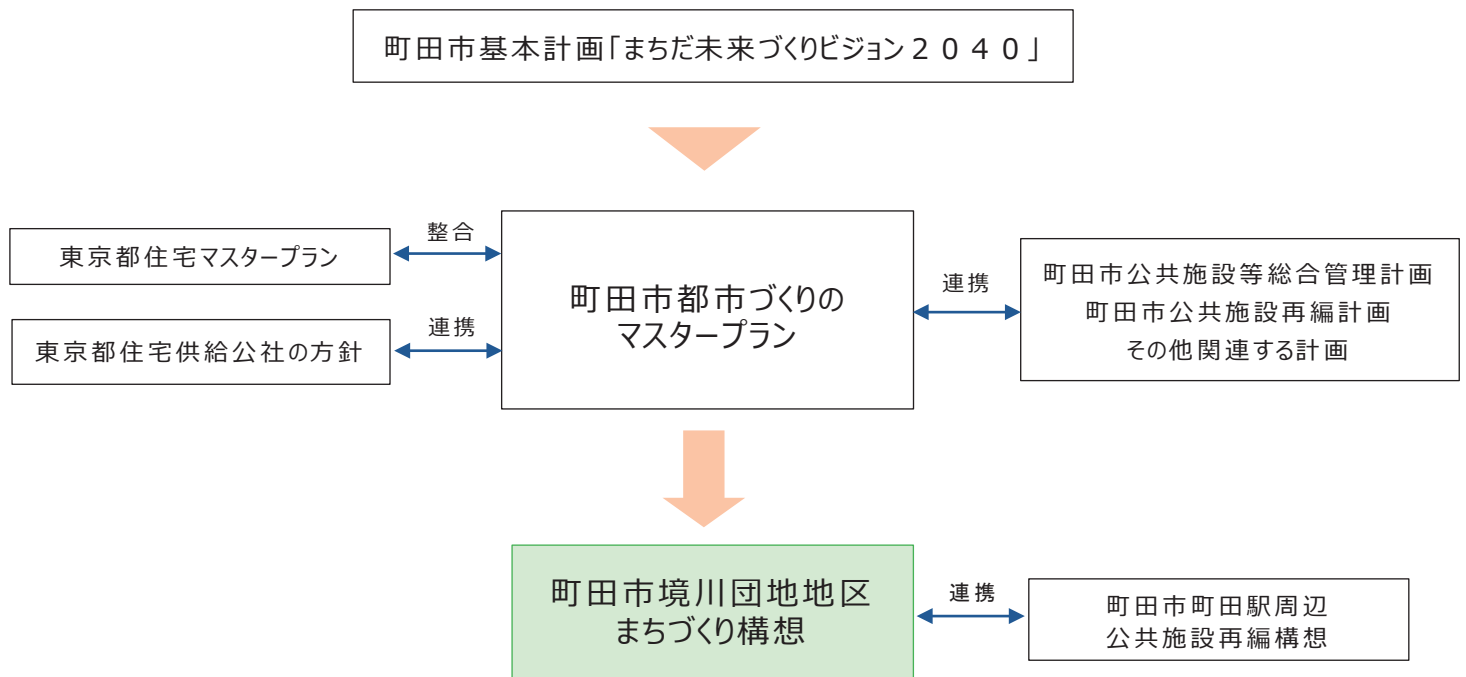 町田市基本計画「まちだ未来づくりビジョン２０４０」
整合
東京都住宅マスタープラン
連携
東京都住宅供給公社の方針
町田市都市づくりの
マスタープラン
連携
町田市公共施設等総合管理計画
町田市公共施設再編計画
その他関連する計画
町田市境川団地地区
まちづくり構想
連携
町田市町田駅周辺
公共施設再編構想